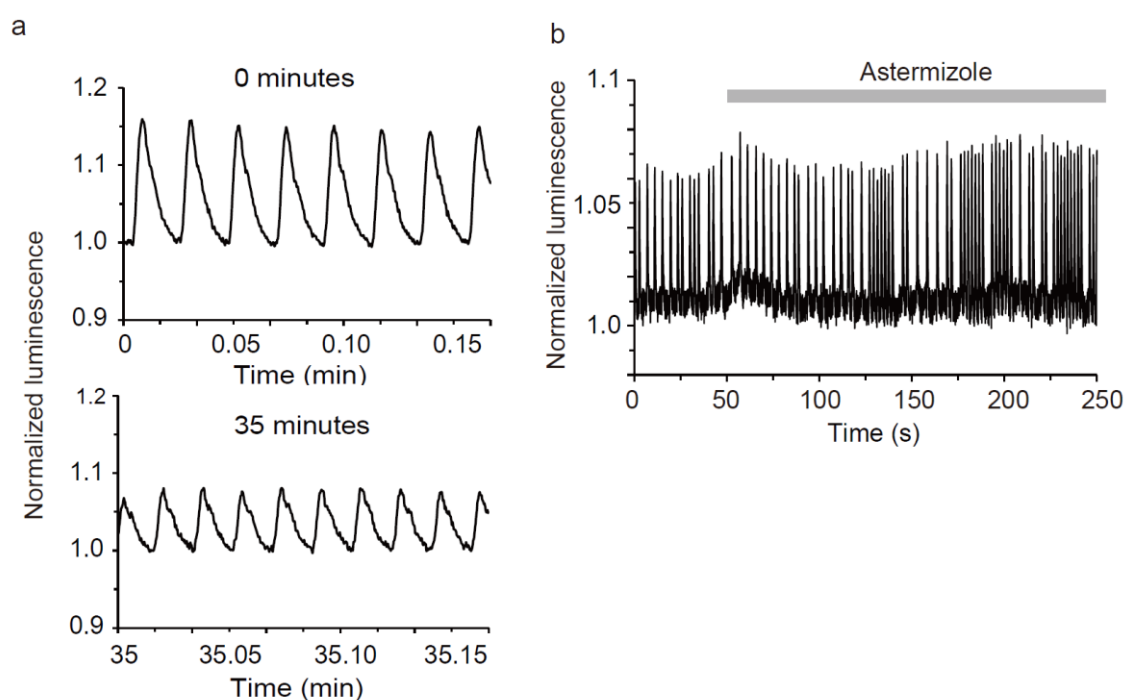 a
0 minutes
1.2
1.1
1.0
0.9
0
0.05
0.10
0.15
Time (min)
Normalized luminescence
35 minutes
1.2
1.1
1.0
0.9
35
35.05
35.10
35.15
Time (min)
b
Astermizole
1.1
1.05
1.0
Normalized luminescence
0
50
100
150
200
250
Time (s)